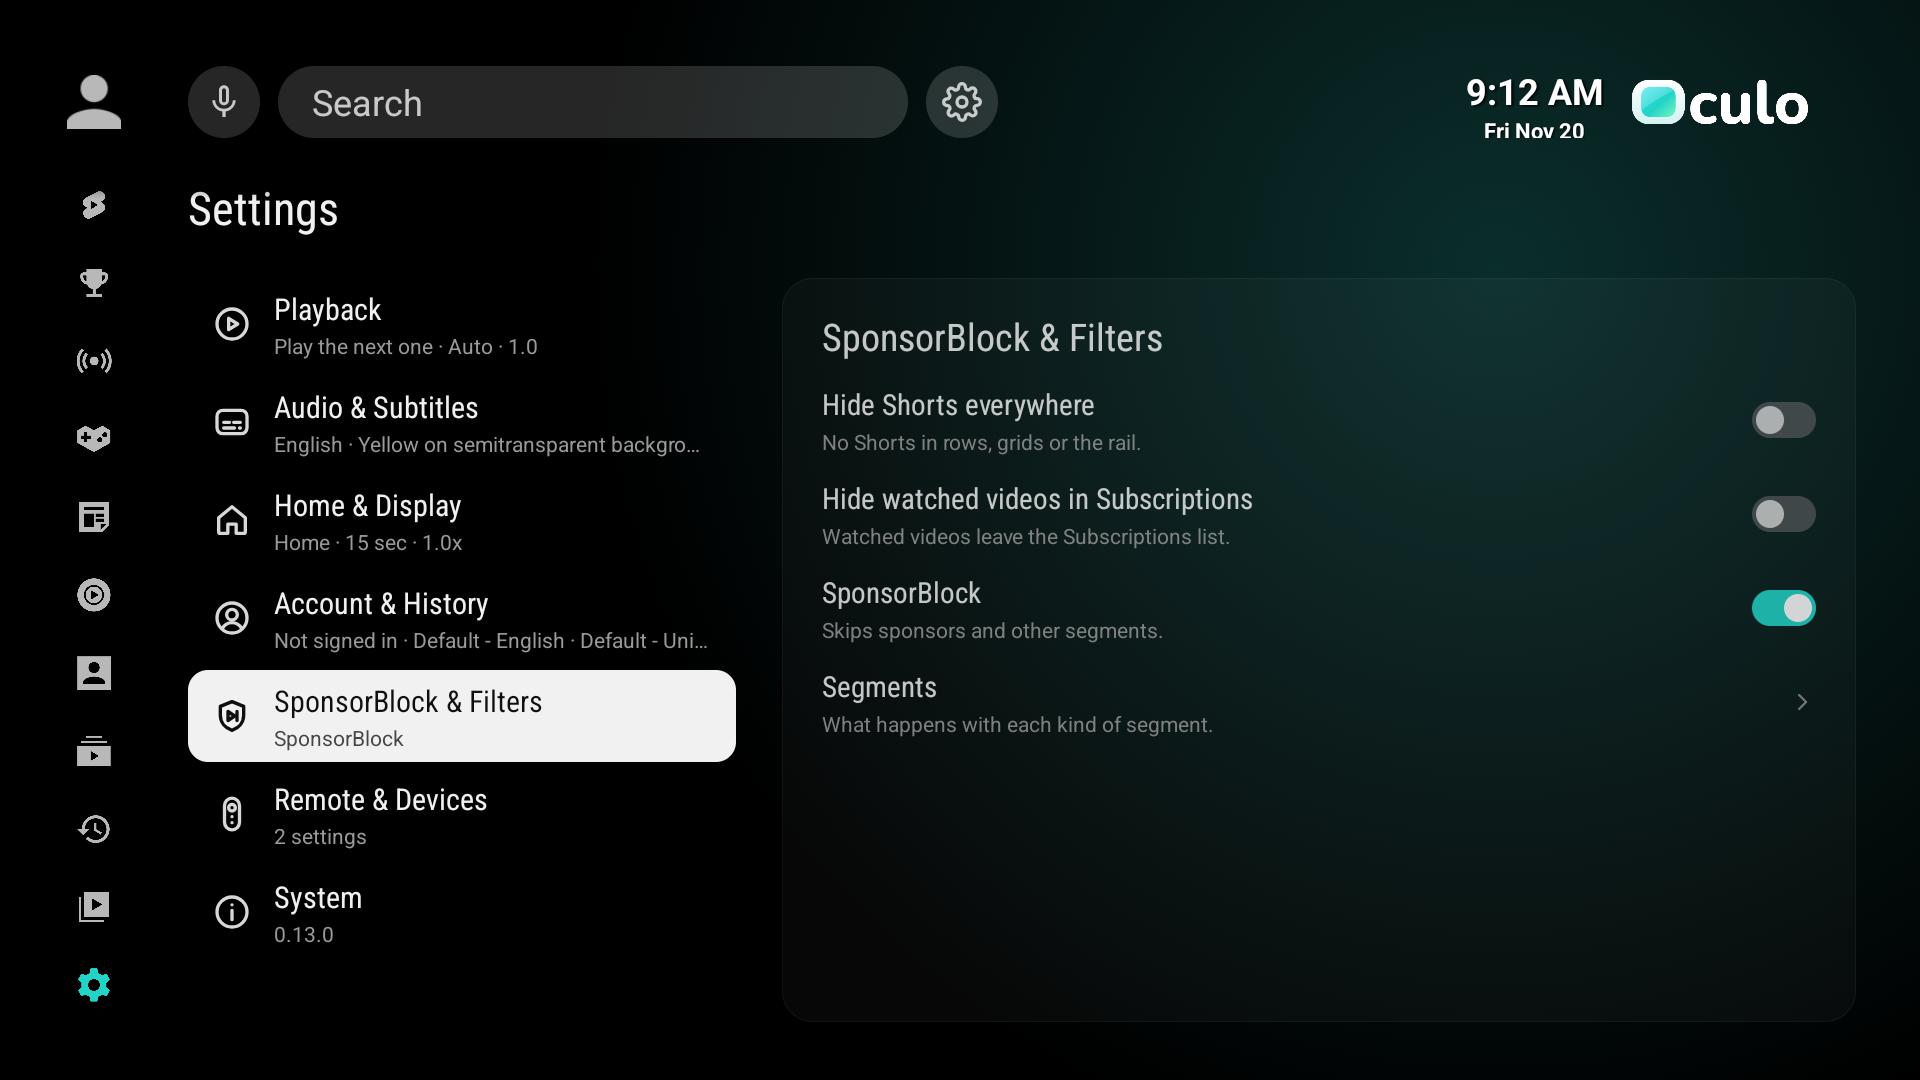 Search
9:12 AM
Fri Nov 20
Oculo
Settings
Playback
Play the next one · Auto · 1.0
Audio & Subtitles
English · Yellow on semitransparent backgro...
Home & Display
Home · 15 sec · 1.0x
Account & History
Not signed in · Default - English · Default - Uni...
SponsorBlock & Filters
SponsorBlock
Remote & Devices
2 settings
System
0.13.0
SponsorBlock & Filters
Hide Shorts everywhere
No Shorts in rows, grids or the rail.
Hide watched videos in Subscriptions
Watched videos leave the Subscriptions list.
SponsorBlock
Skips sponsors and other segments.
Segments
What happens with each kind of segment.